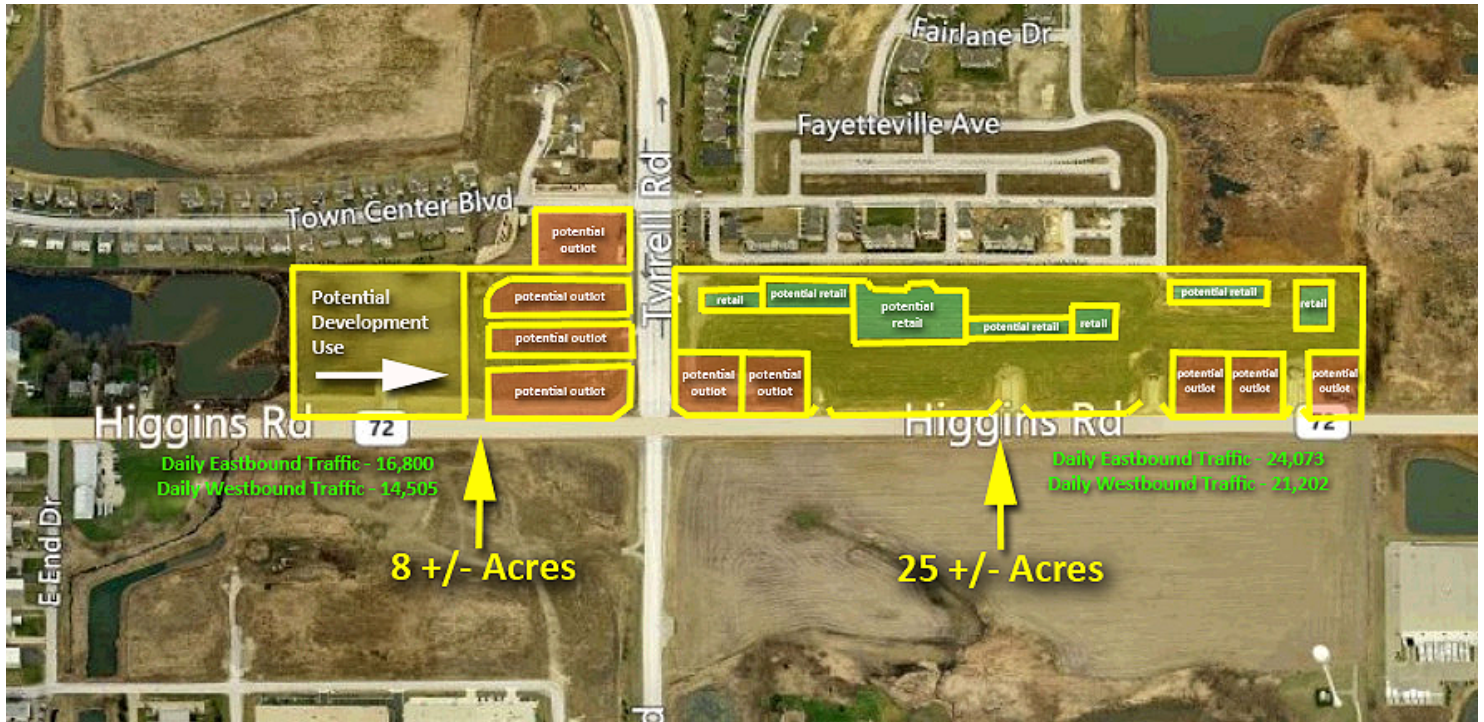 Fairlane Dr
Fayetteville Ave
Town Center Blvd
Tyrrell Rd
potential
outlot
Potential
Development
Use
potential outlot
potential outlot
potential outlot
retail
potential retail
potential
retail
potential retail
retail
potential retail
retail
potential
outlot
potential
outlot
potential
outlot
potential
outlot
potential
outlot
Higgins Rd
72
Higgins Rd
72
Daily Eastbound Traffic - 16,800
Daily Westbound Traffic - 14,505
Daily Eastbound Traffic - 24,073
Daily Westbound Traffic - 21,202
E End Dr
8 +/- Acres
25 +/- Acres